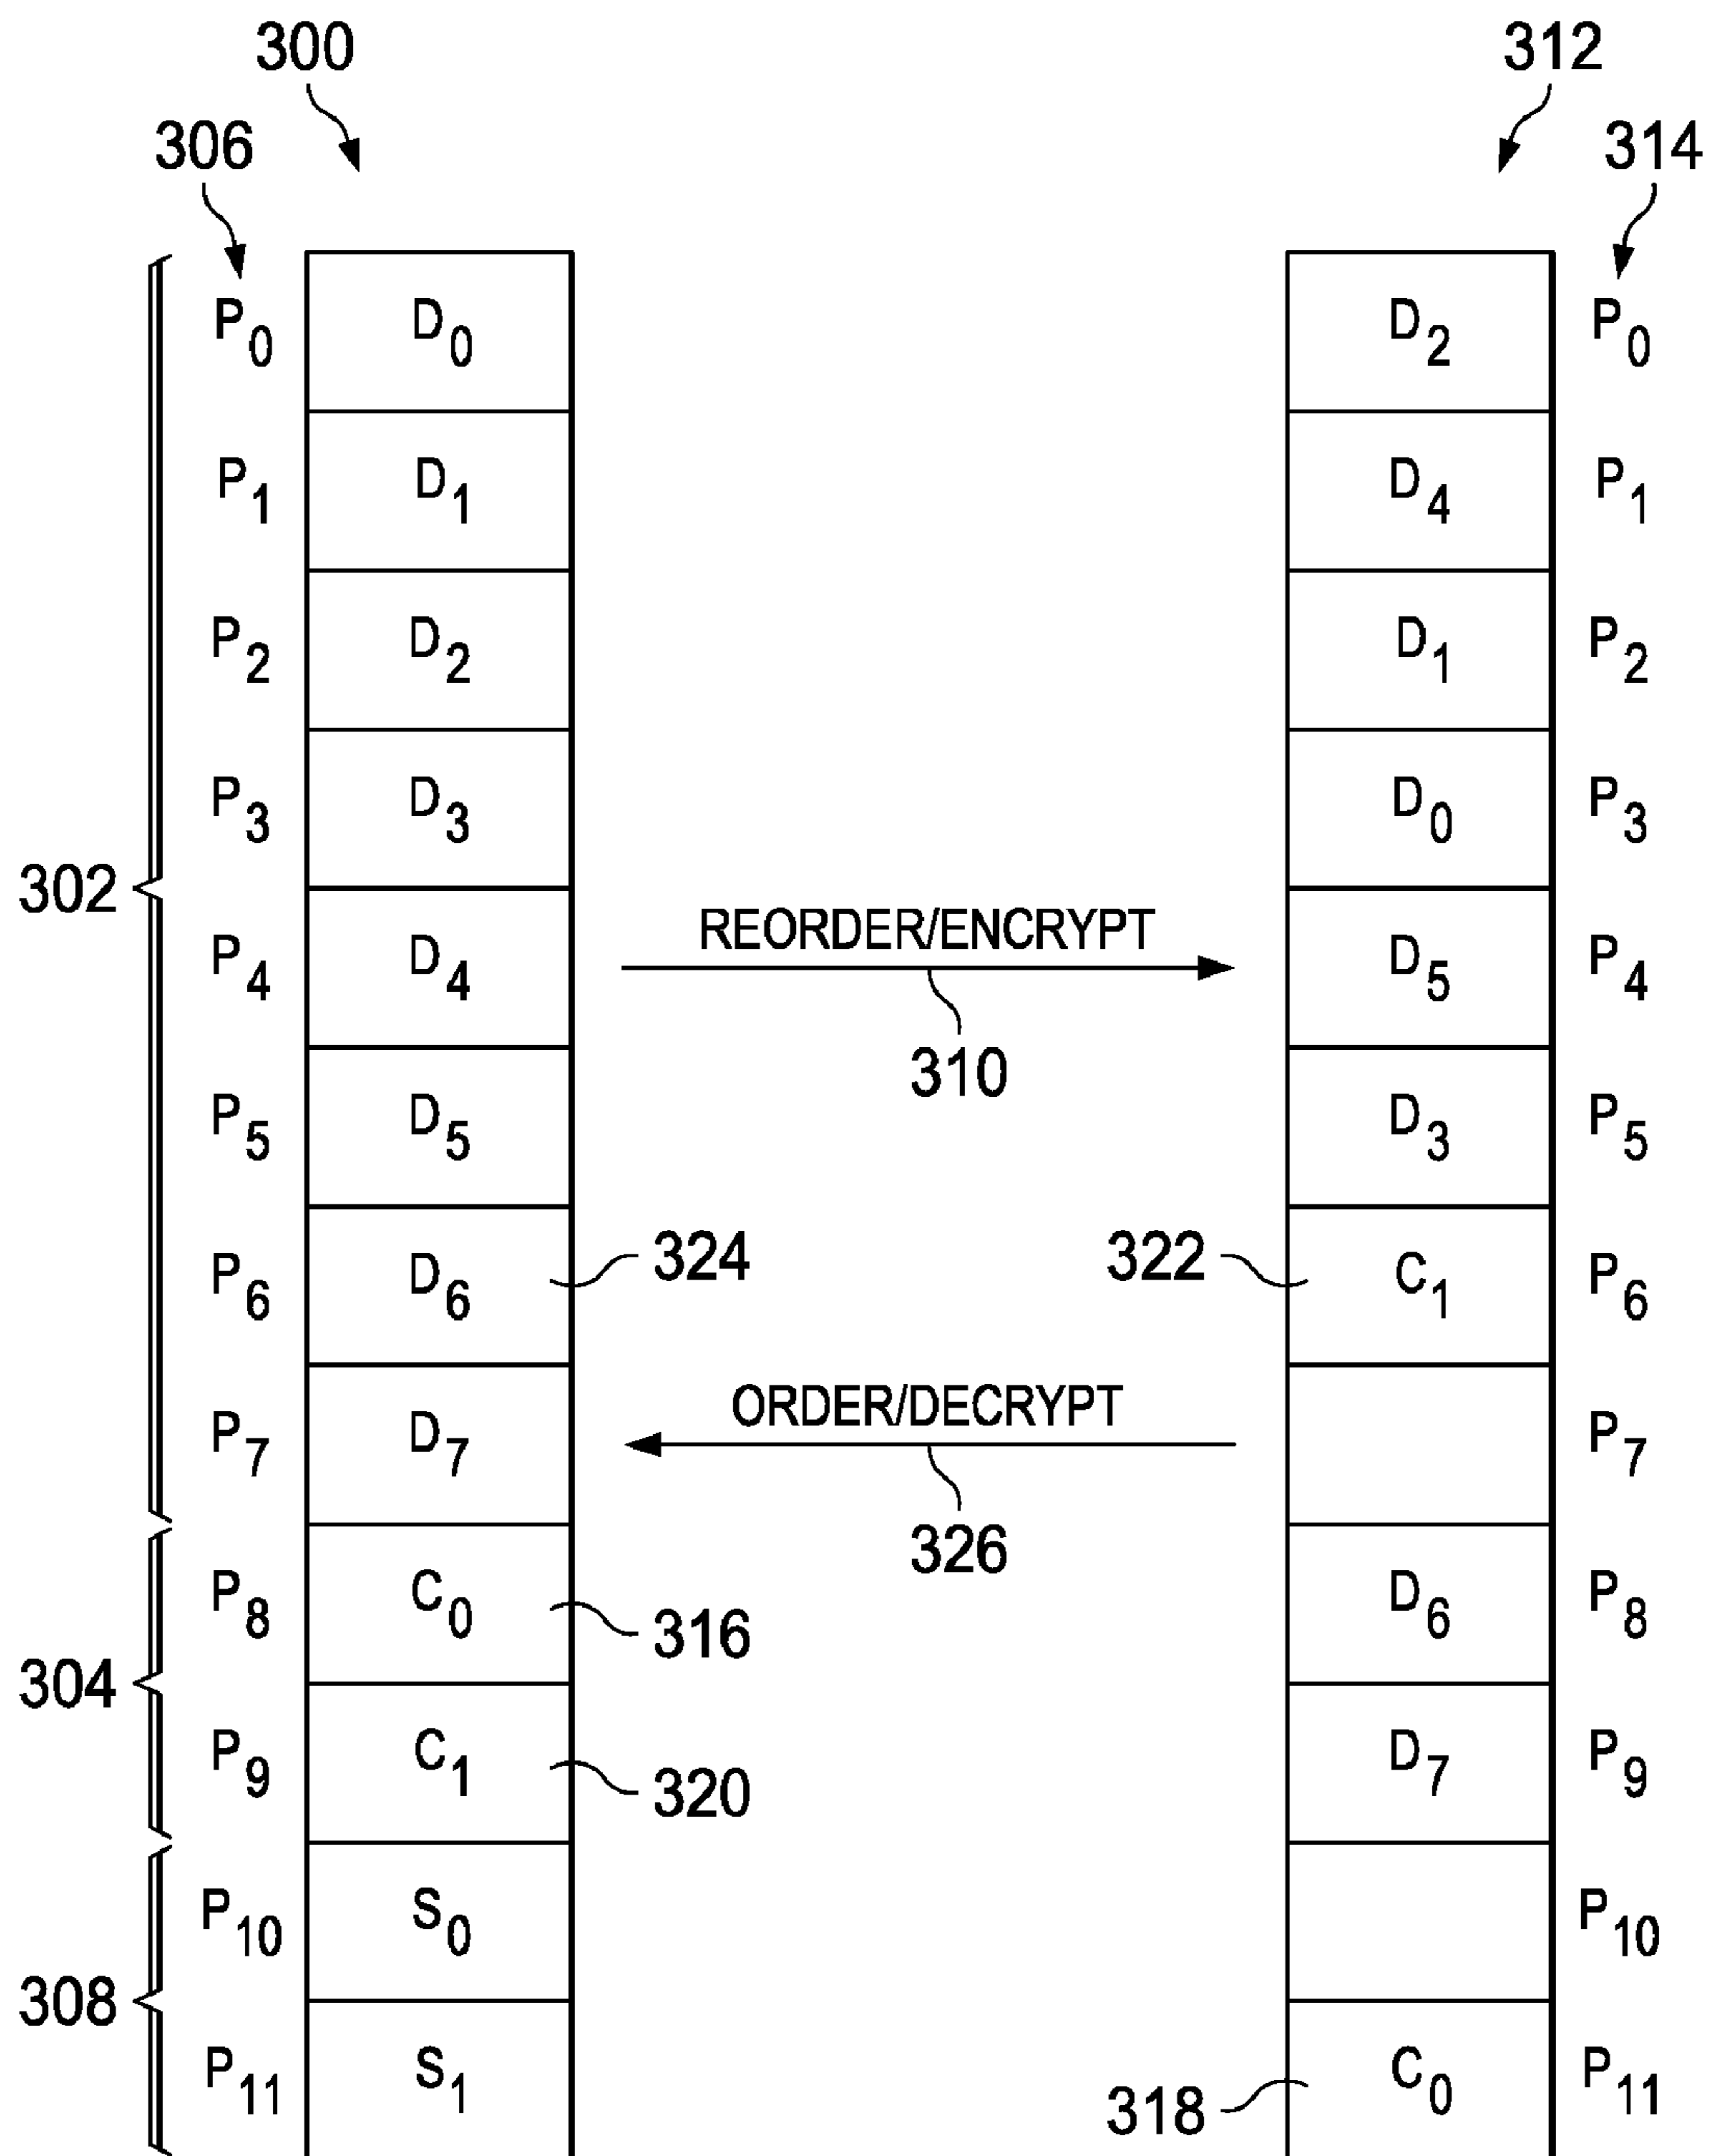 300 312
306 314
P0 D0 D2 P0
P1 D1 D4 P1
P2 D2 D1 P2
P3 D3 D0 P3
302
P4 D4 REORDER/ENCRYPT D5 P4
310
P5 D5 D3 P5
P6 D6 324 322 C1 P6
P7 D7 ORDER/DECRYPT P7
326
P8 C0 316 D6 P8
304
P9 C1 320 D7 P9
P10 S0 P10
308
P11 S1 318 C0 P11